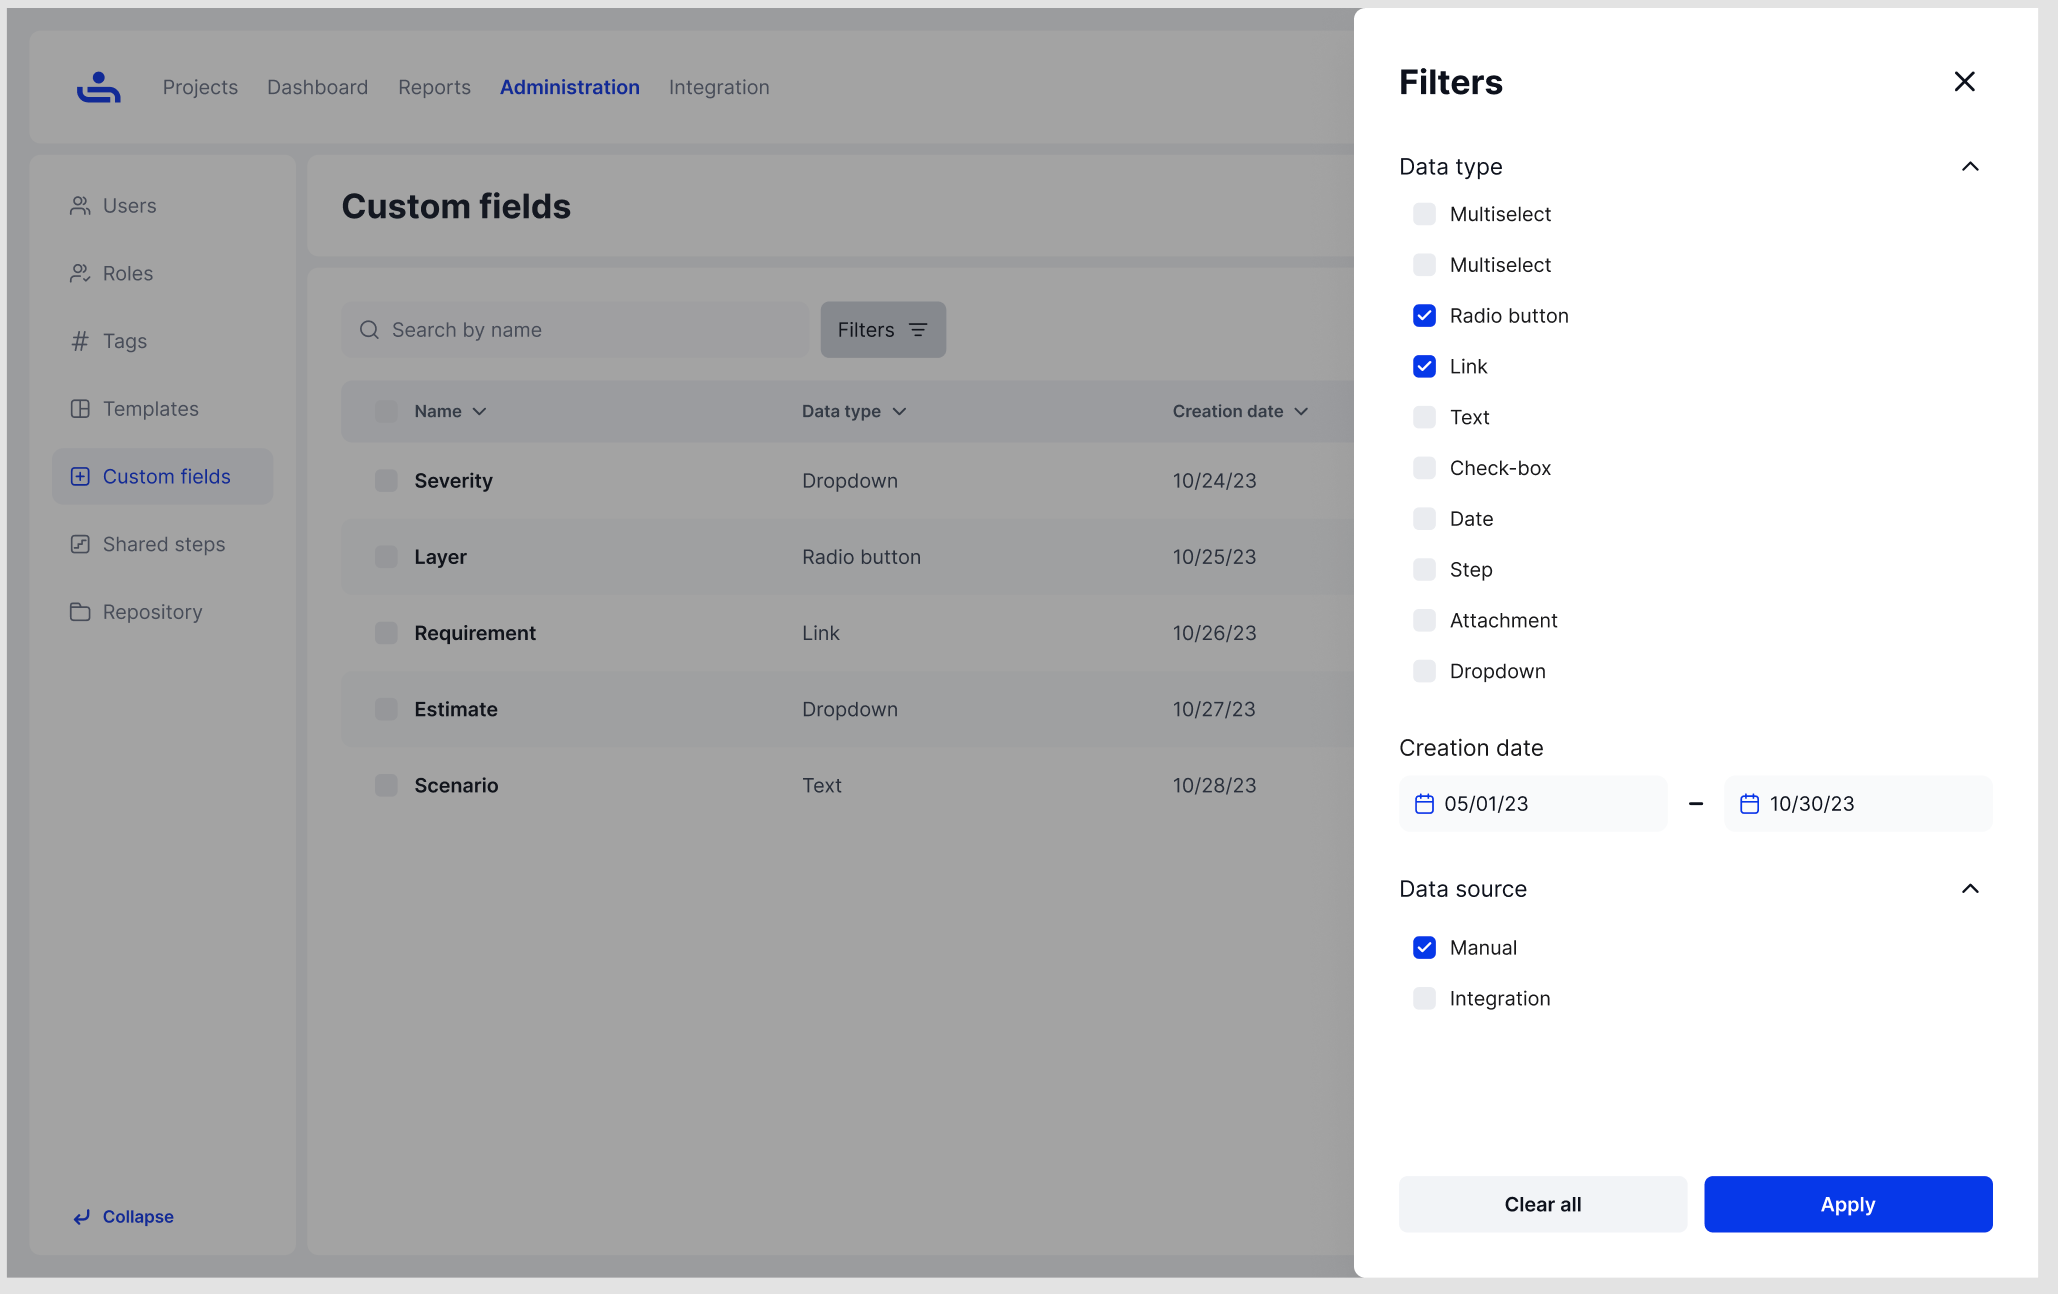 Projects Dashboard Reports Administration Integration
Users
Roles
Tags
Templates
Custom fields
Shared steps
Repository
Collapse
Custom fields
Search by name
Filters
Name Data type Creation date
Severity Dropdown 10/24/23
Layer Radio button 10/25/23
Requirement Link 10/26/23
Estimate Dropdown 10/27/23
Scenario Text 10/28/23
Filters
Data type
Multiselect
Multiselect
Radio button
Link
Text
Check-box
Date
Step
Attachment
Dropdown
Creation date
05/01/23 – 10/30/23
Data source
Manual
Integration
Clear all Apply